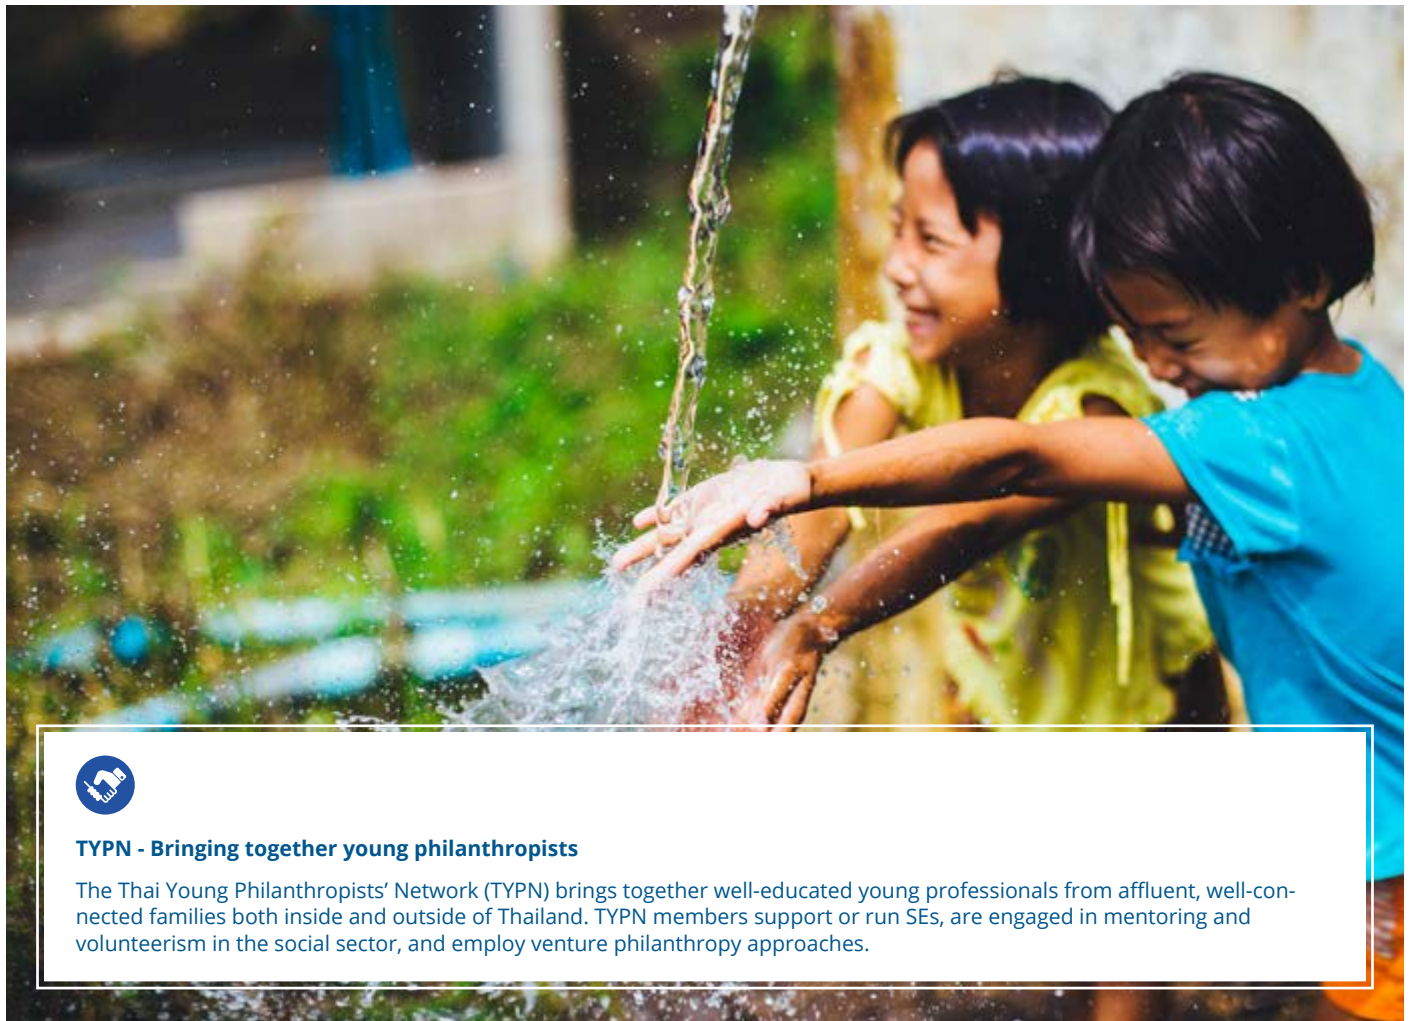 TYPN - Bringing together young philanthropists
The Thai Young Philanthropists’ Network (TYPN) brings together well-educated young professionals from affluent, well-con-
nected families both inside and outside of Thailand. TYPN members support or run SEs, are engaged in mentoring and
volunteerism in the social sector, and employ venture philanthropy approaches.